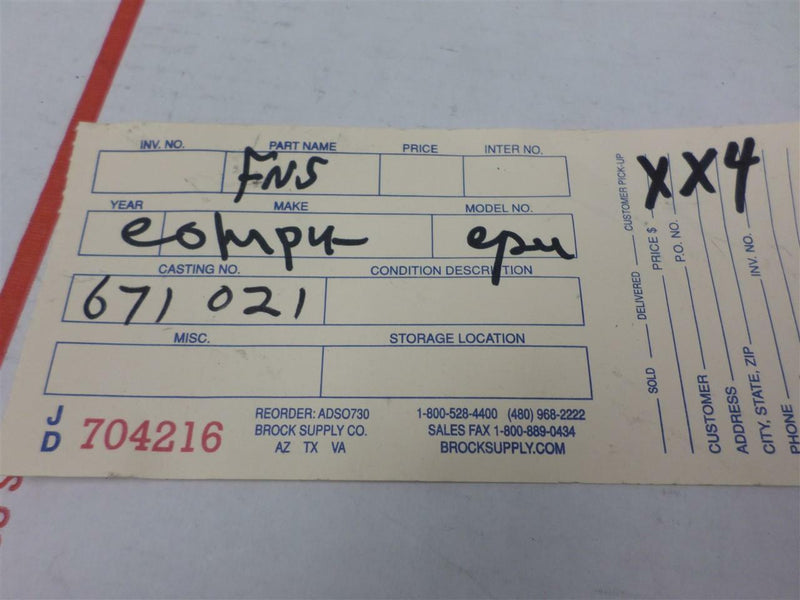 INV. NO. PART NAME PRICE INTER NO.
FNS
YEAR MAKE MODEL NO.
CASTING NO. CONDITION DESCRIPTION
671 021
MISC. STORAGE LOCATION
JD 704216
REORDER: ADSO730
BROCK SUPPLY CO.
AZ TX VA
1-800-528-4400 (480) 968-2222
SALES FAX 1-800-889-0434
BROCKSUPPLY.COM
SOLD DELIVERED CUSTOMER PICK-UP
PRICE $
P.O. NO.
XX4
CUSTOMER
ADDRESS INV. NO.
CITY, STATE, ZIP
PHONE